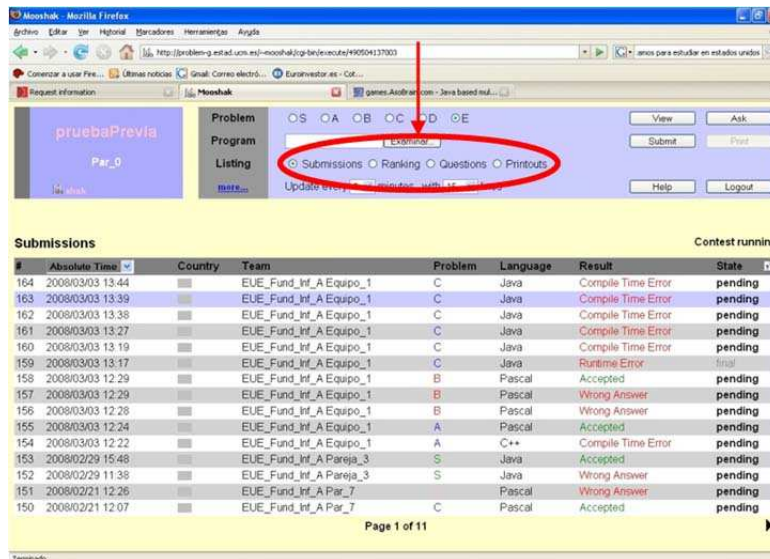 Mooshak - Mozilla Firefox
Archivo Editar Ver Historial Marcadores Herramientas Ayuda
http://problem-g.estad.ucm.es/~mooshak/cgi-bin/execute/490504137003
anos para estudiar en estados unidos
Comenzar a usar Fire... Últimas noticias Gmail: Correo electró... Euroinvestor.es - Cot...
Request information Mooshak games.AsoBrain.com - Java based mul...
pruebaPrevia
Par_0
Problem S A B C D E View Ask
Program Examinar... Submit Print
Listing Submissions Ranking Questions Printouts
more... Update every minutes with Help Logout
Submissions Contest runnin
# Absolute Time Country Team Problem Language Result State
164 2008/03/03 13:44 EUE_Fund_Inf_A Equipo_1 C Java Compile Time Error pending
163 2008/03/03 13:39 EUE_Fund_Inf_A Equipo_1 C Java Compile Time Error pending
162 2008/03/03 13:38 EUE_Fund_Inf_A Equipo_1 C Java Compile Time Error pending
161 2008/03/03 13:27 EUE_Fund_Inf_A Equipo_1 C Java Compile Time Error pending
160 2008/03/03 13:19 EUE_Fund_Inf_A Equipo_1 C Java Compile Time Error pending
159 2008/03/03 13:17 EUE_Fund_Inf_A Equipo_1 C Java Runtime Error final
158 2008/03/03 12:29 EUE_Fund_Inf_A Equipo_1 B Pascal Accepted pending
157 2008/03/03 12:29 EUE_Fund_Inf_A Equipo_1 B Pascal Wrong Answer pending
156 2008/03/03 12:28 EUE_Fund_Inf_A Equipo_1 B Pascal Wrong Answer pending
155 2008/03/03 12:24 EUE_Fund_Inf_A Equipo_1 A Pascal Accepted pending
154 2008/03/03 12:22 EUE_Fund_Inf_A Equipo_1 A C++ Compile Time Error pending
153 2008/02/29 15:48 EUE_Fund_Inf_A Pareja_3 S Java Accepted pending
152 2008/02/29 11:38 EUE_Fund_Inf_A Pareja_3 S Java Wrong Answer pending
151 2008/02/21 12:26 EUE_Fund_Inf_A Par_7 Pascal Wrong Answer pending
150 2008/02/21 12:07 EUE_Fund_Inf_A Par_7 C Pascal Accepted pending
Page 1 of 11
Terminado